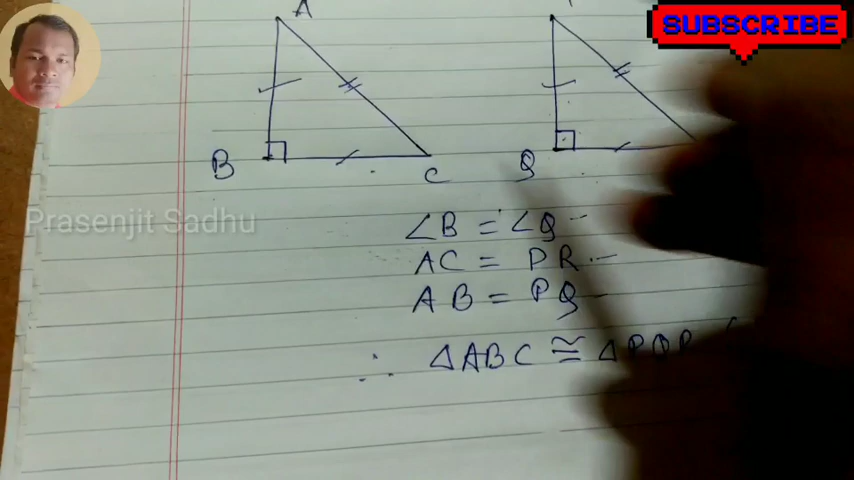 SUBSCRIBE
A
B
C
Q
Prasenjit Sadhu
∠B = ∠Q
AC = PR
AB = PQ
∴ ΔABC ≅ ΔPQR